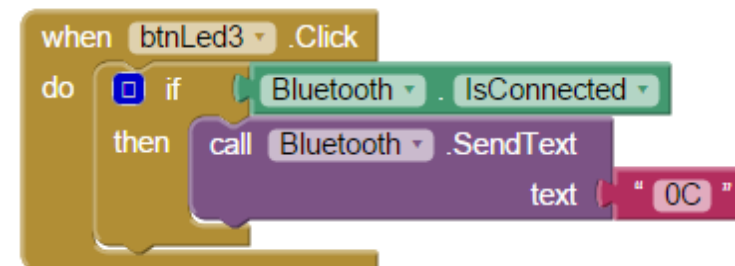 when btnLed3 .Click
do if Bluetooth . IsConnected
then call Bluetooth .SendText
text " 0C "